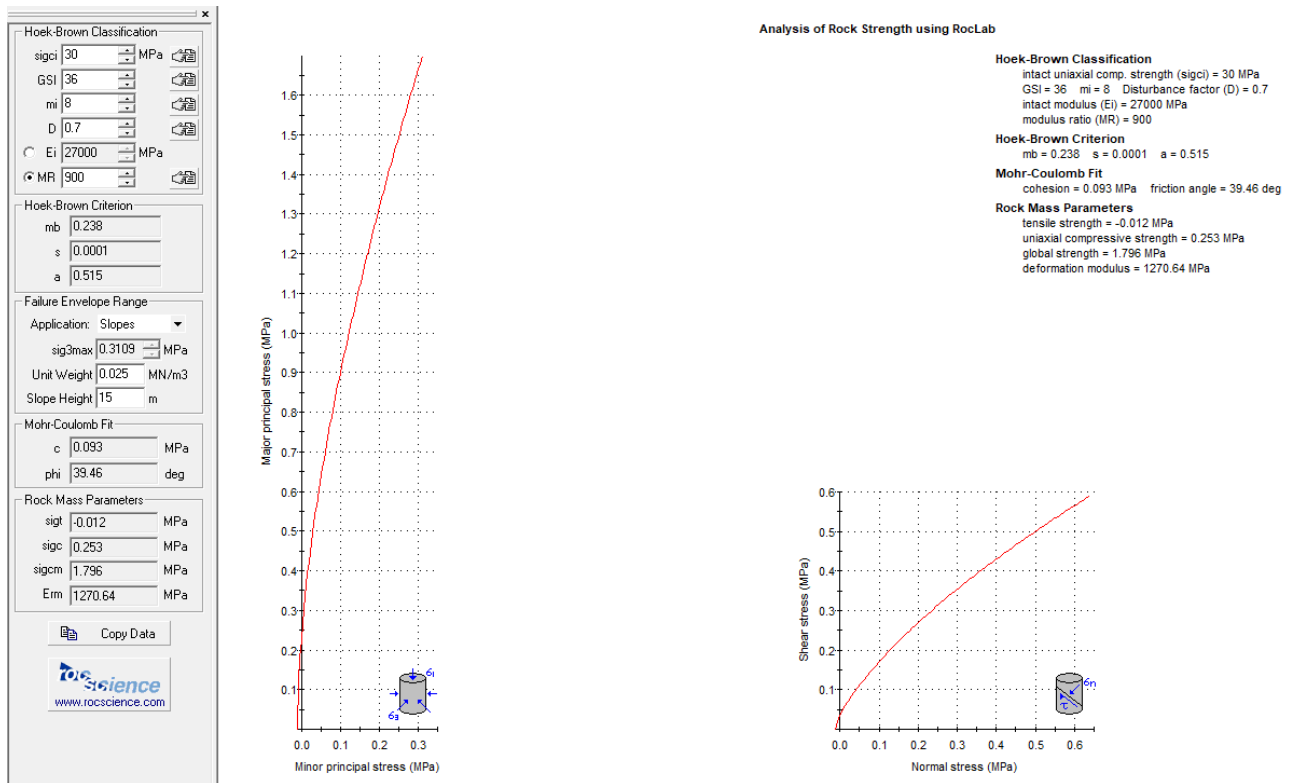 Hoek-Brown Classification
sigci 30 MPa
GSI 36
mi 8
D 0.7
Ei 27000 MPa
MR 900
Hoek-Brown Criterion
mb 0.238
s 0.0001
a 0.515
Failure Envelope Range
Application: Slopes
sig3max 0.3109 MPa
Unit Weight 0.025 MN/m3
Slope Height 15 m
Mohr-Coulomb Fit
c 0.093 MPa
phi 39.46 deg
Rock Mass Parameters
sigt -0.012 MPa
sigc 0.253 MPa
sigcm 1.796 MPa
Erm 1270.64 MPa
Copy Data
rocscience
www.rocscience.com
Analysis of Rock Strength using RocLab
Hoek-Brown Classification
intact uniaxial comp. strength (sigci) = 30 MPa
GSI = 36 mi = 8 Disturbance factor (D) = 0.7
intact modulus (Ei) = 27000 MPa
modulus ratio (MR) = 900
Hoek-Brown Criterion
mb = 0.238 s = 0.0001 a = 0.515
Mohr-Coulomb Fit
cohesion = 0.093 MPa friction angle = 39.46 deg
Rock Mass Parameters
tensile strength = -0.012 MPa
uniaxial compressive strength = 0.253 MPa
global strength = 1.796 MPa
deformation modulus = 1270.64 MPa
Major principal stress (MPa)
1.6
1.5
1.4
1.3
1.2
1.1
1.0
0.9
0.8
0.7
0.6
0.5
0.4
0.3
0.2
0.1
σ1
σ3
0.0 0.1 0.2 0.3
Minor principal stress (MPa)
Shear stress (MPa)
0.6
0.5
0.4
0.3
0.2
0.1
σn
τ
0.0 0.1 0.2 0.3 0.4 0.5 0.6
Normal stress (MPa)